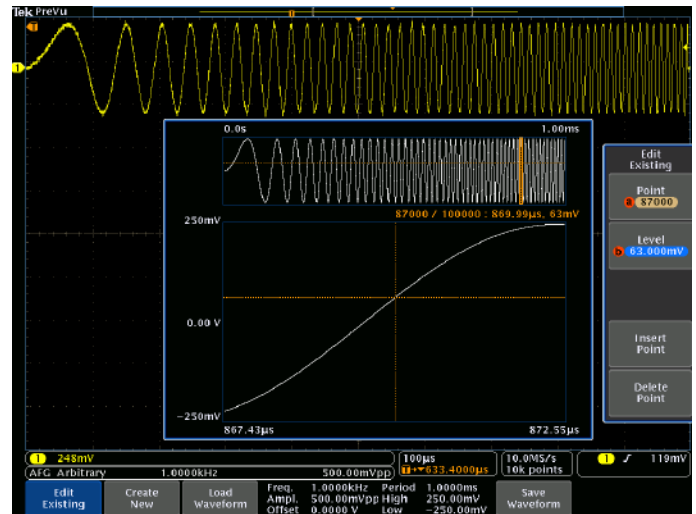 Tek PreVu
T
1
0.0s 1.00ms
87000 / 100000 : 869.99µs, 63mV
250mV
0.00 V
−250mV
867.43µs 872.55µs
Edit
Existing
Point
a 87000
Level
b 63.000mV
Insert
Point
Delete
Point
1 248mV
AFG Arbitrary 1.0000kHz 500.00mVpp
100µs
T→▼633.4000µs
10.0MS/s
10k points
1 119mV
Edit
Existing
Create
New
Load
Waveform
Freq. 1.0000kHz Period 1.0000ms
Ampl. 500.00mVpp High 250.00mV
Offset 0.0000 V Low −250.00mV
Save
Waveform